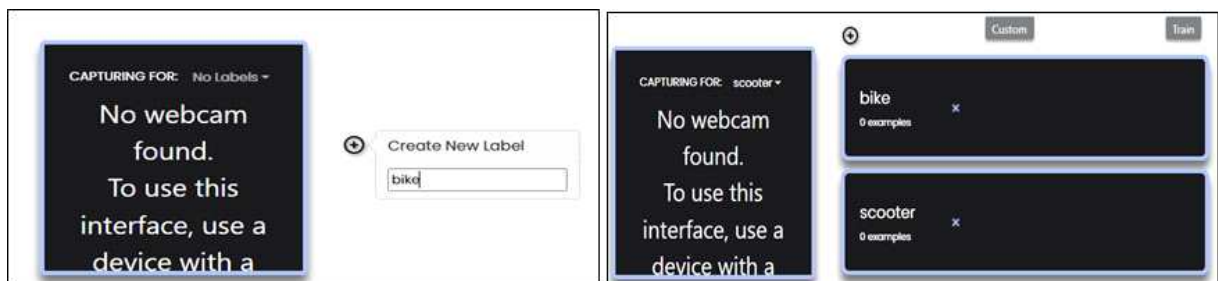 CAPTURING FOR: No Labels
No webcam
found.
To use this
interface, use a
device with a
Create New Label
bike
Custom
Train
CAPTURING FOR: scooter
No webcam
found.
To use this
interface, use a
device with a
bike
0 examples
x
scooter
0 examples
x